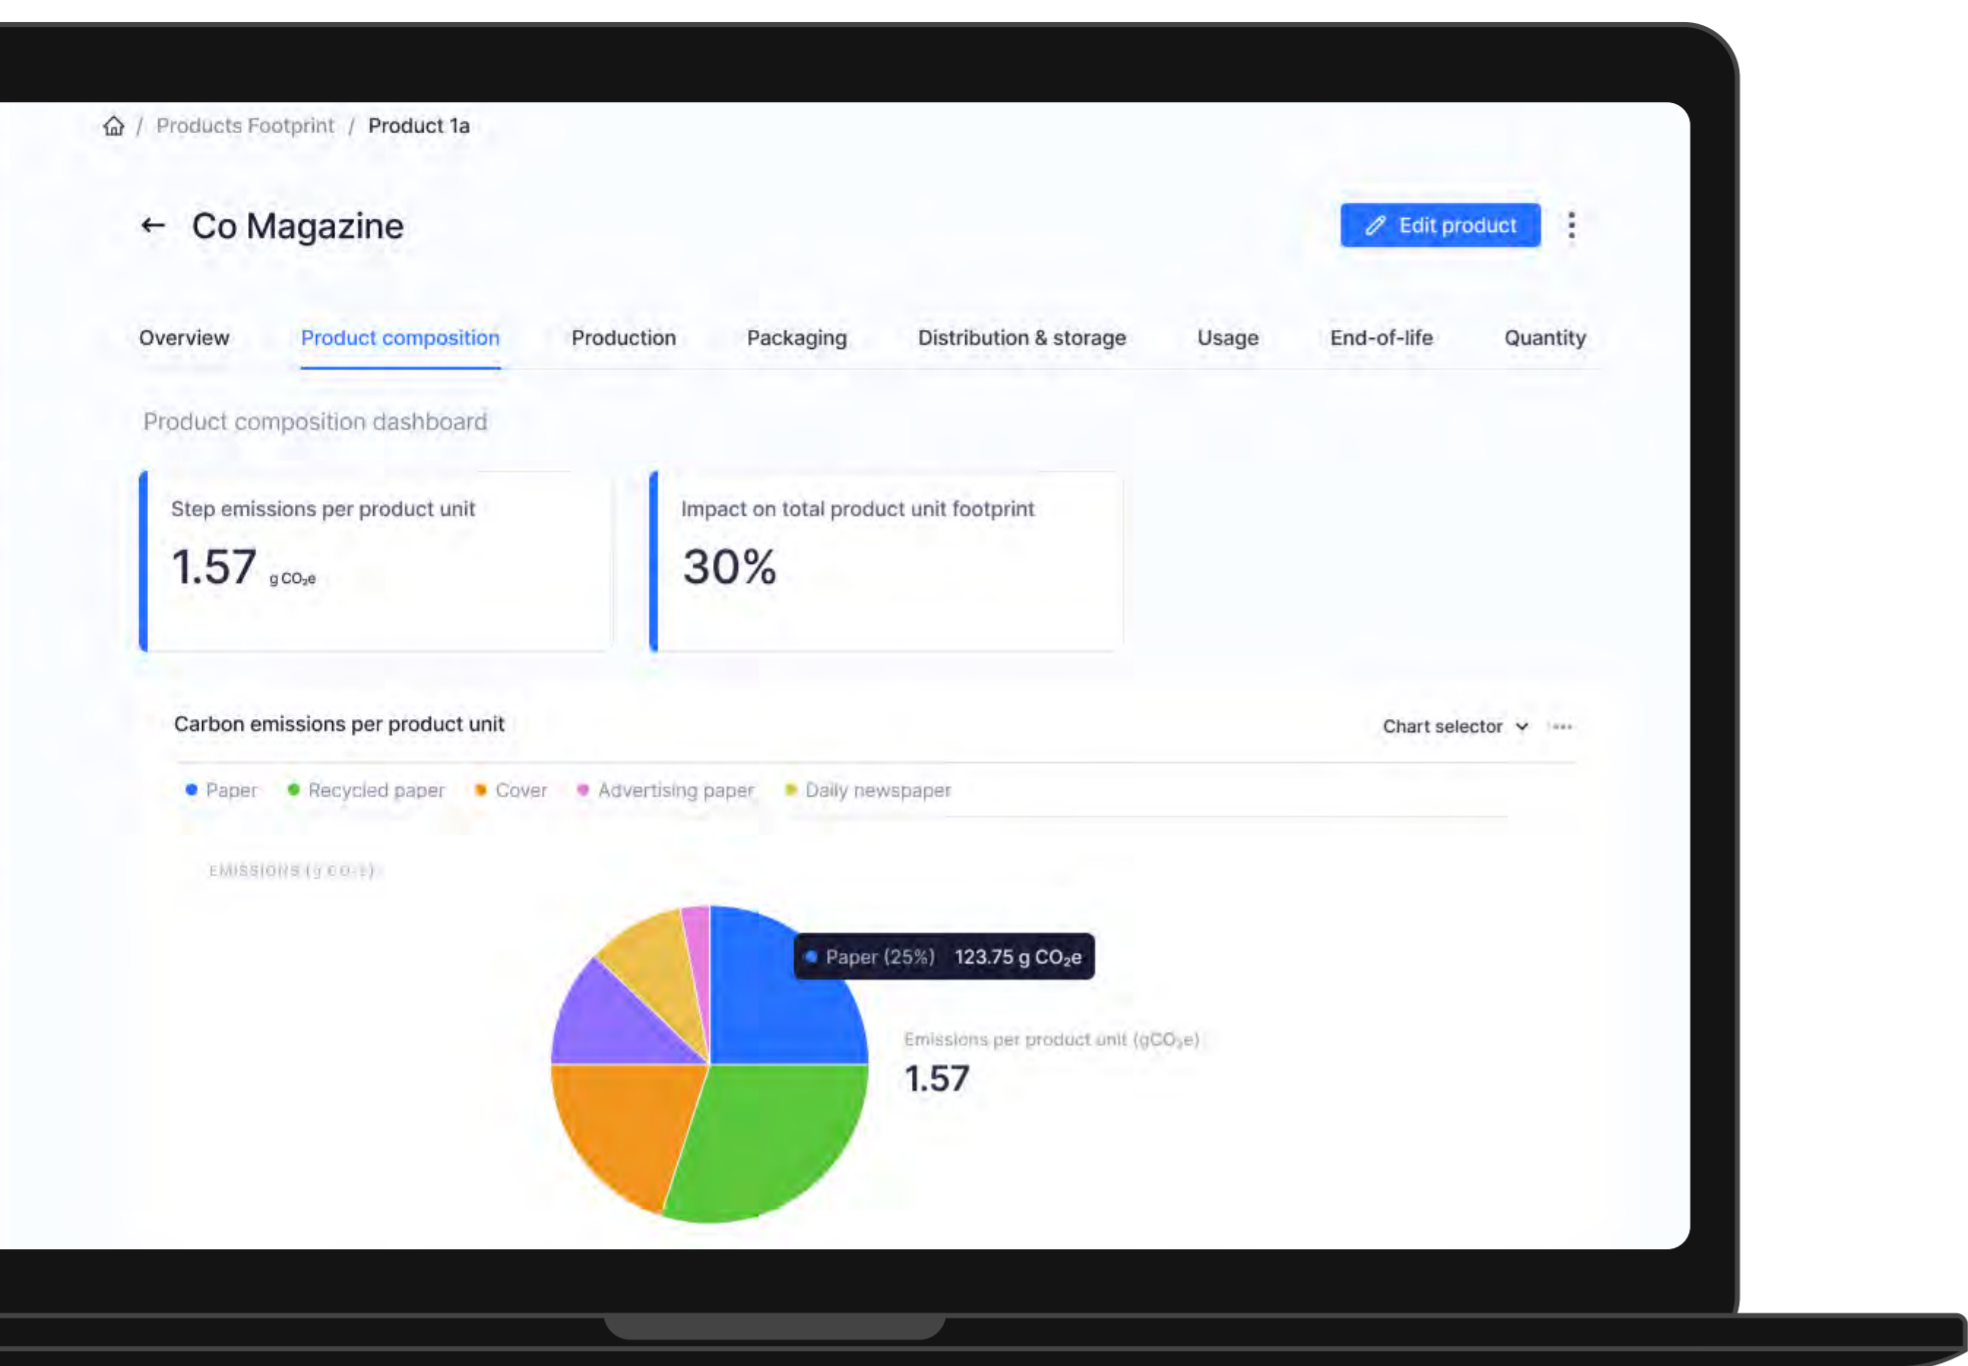 / Products Footprint / Product 1a
← Co Magazine
Edit product
Overview Product composition Production Packaging Distribution & storage Usage End-of-life Quantity
Product composition dashboard
Step emissions per product unit
1.57 g CO₂e
Impact on total product unit footprint
30%
Carbon emissions per product unit
Chart selector
Paper Recycled paper Cover Advertising paper Daily newspaper
EMISSIONS (g CO₂e)
Paper (25%) 123.75 g CO₂e
Emissions per product unit (gCO₂e)
1.57